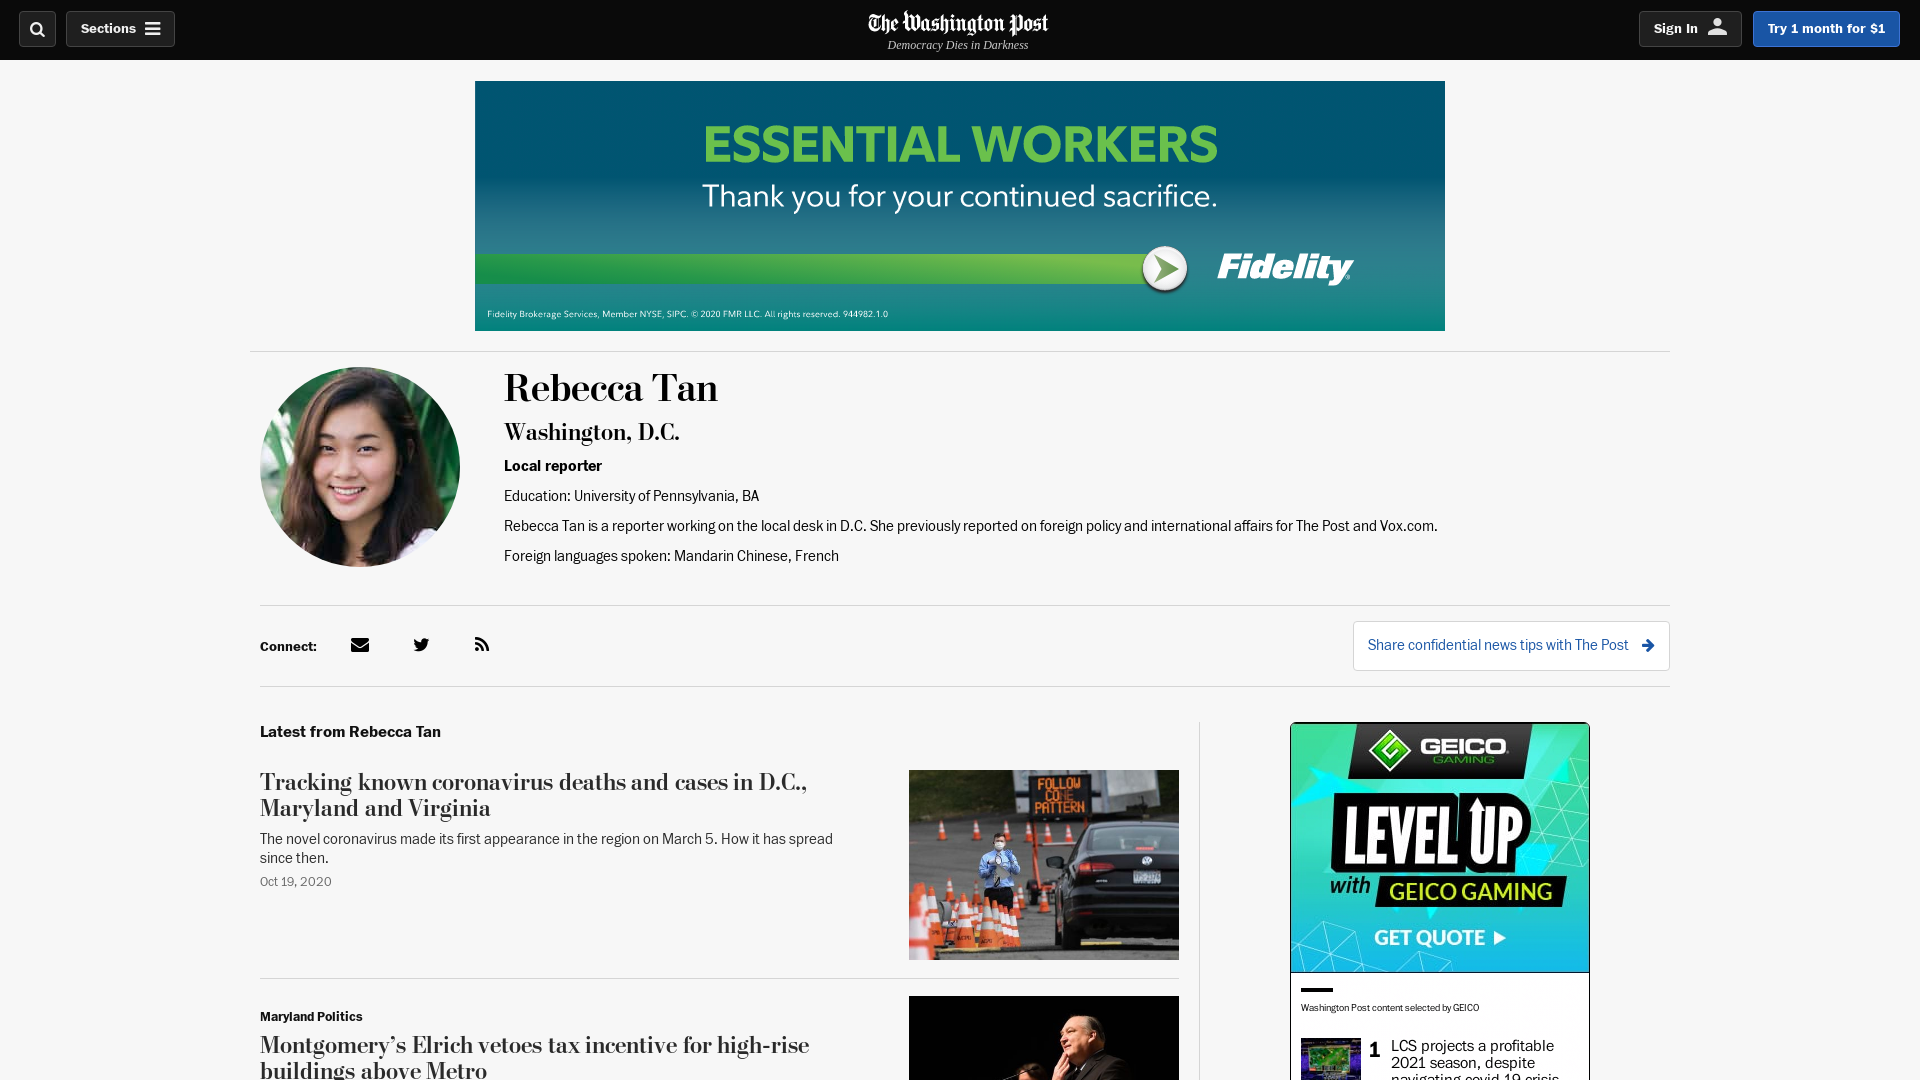 Sections
The Washington Post
Democracy Dies in Darkness
Sign In
Try 1 month for $1
ESSENTIAL WORKERS
Thank you for your continued sacrifice.
Fidelity
Fidelity Brokerage Services, Member NYSE, SIPC. © 2020 FMR LLC. All rights reserved. 944982.1.0
Rebecca Tan
Washington, D.C.
Local reporter
Education: University of Pennsylvania, BA
Rebecca Tan is a reporter working on the local desk in D.C. She previously reported on foreign policy and international affairs for The Post and Vox.com.
Foreign languages spoken: Mandarin Chinese, French
Connect:
Share confidential news tips with The Post
Latest from Rebecca Tan
Tracking known coronavirus deaths and cases in D.C.,
Maryland and Virginia
The novel coronavirus made its first appearance in the region on March 5. How it has spread
since then.
Oct 19, 2020
FOLLOW
CONE
PATTERN
Maryland Politics
Montgomery’s Elrich vetoes tax incentive for high-rise
buildings above Metro
GEICO
GAMING
LEVEL UP
with GEICO GAMING
GET QUOTE
Washington Post content selected by GEICO
1 LCS projects a profitable
2021 season, despite
navigating covid-19 crisis